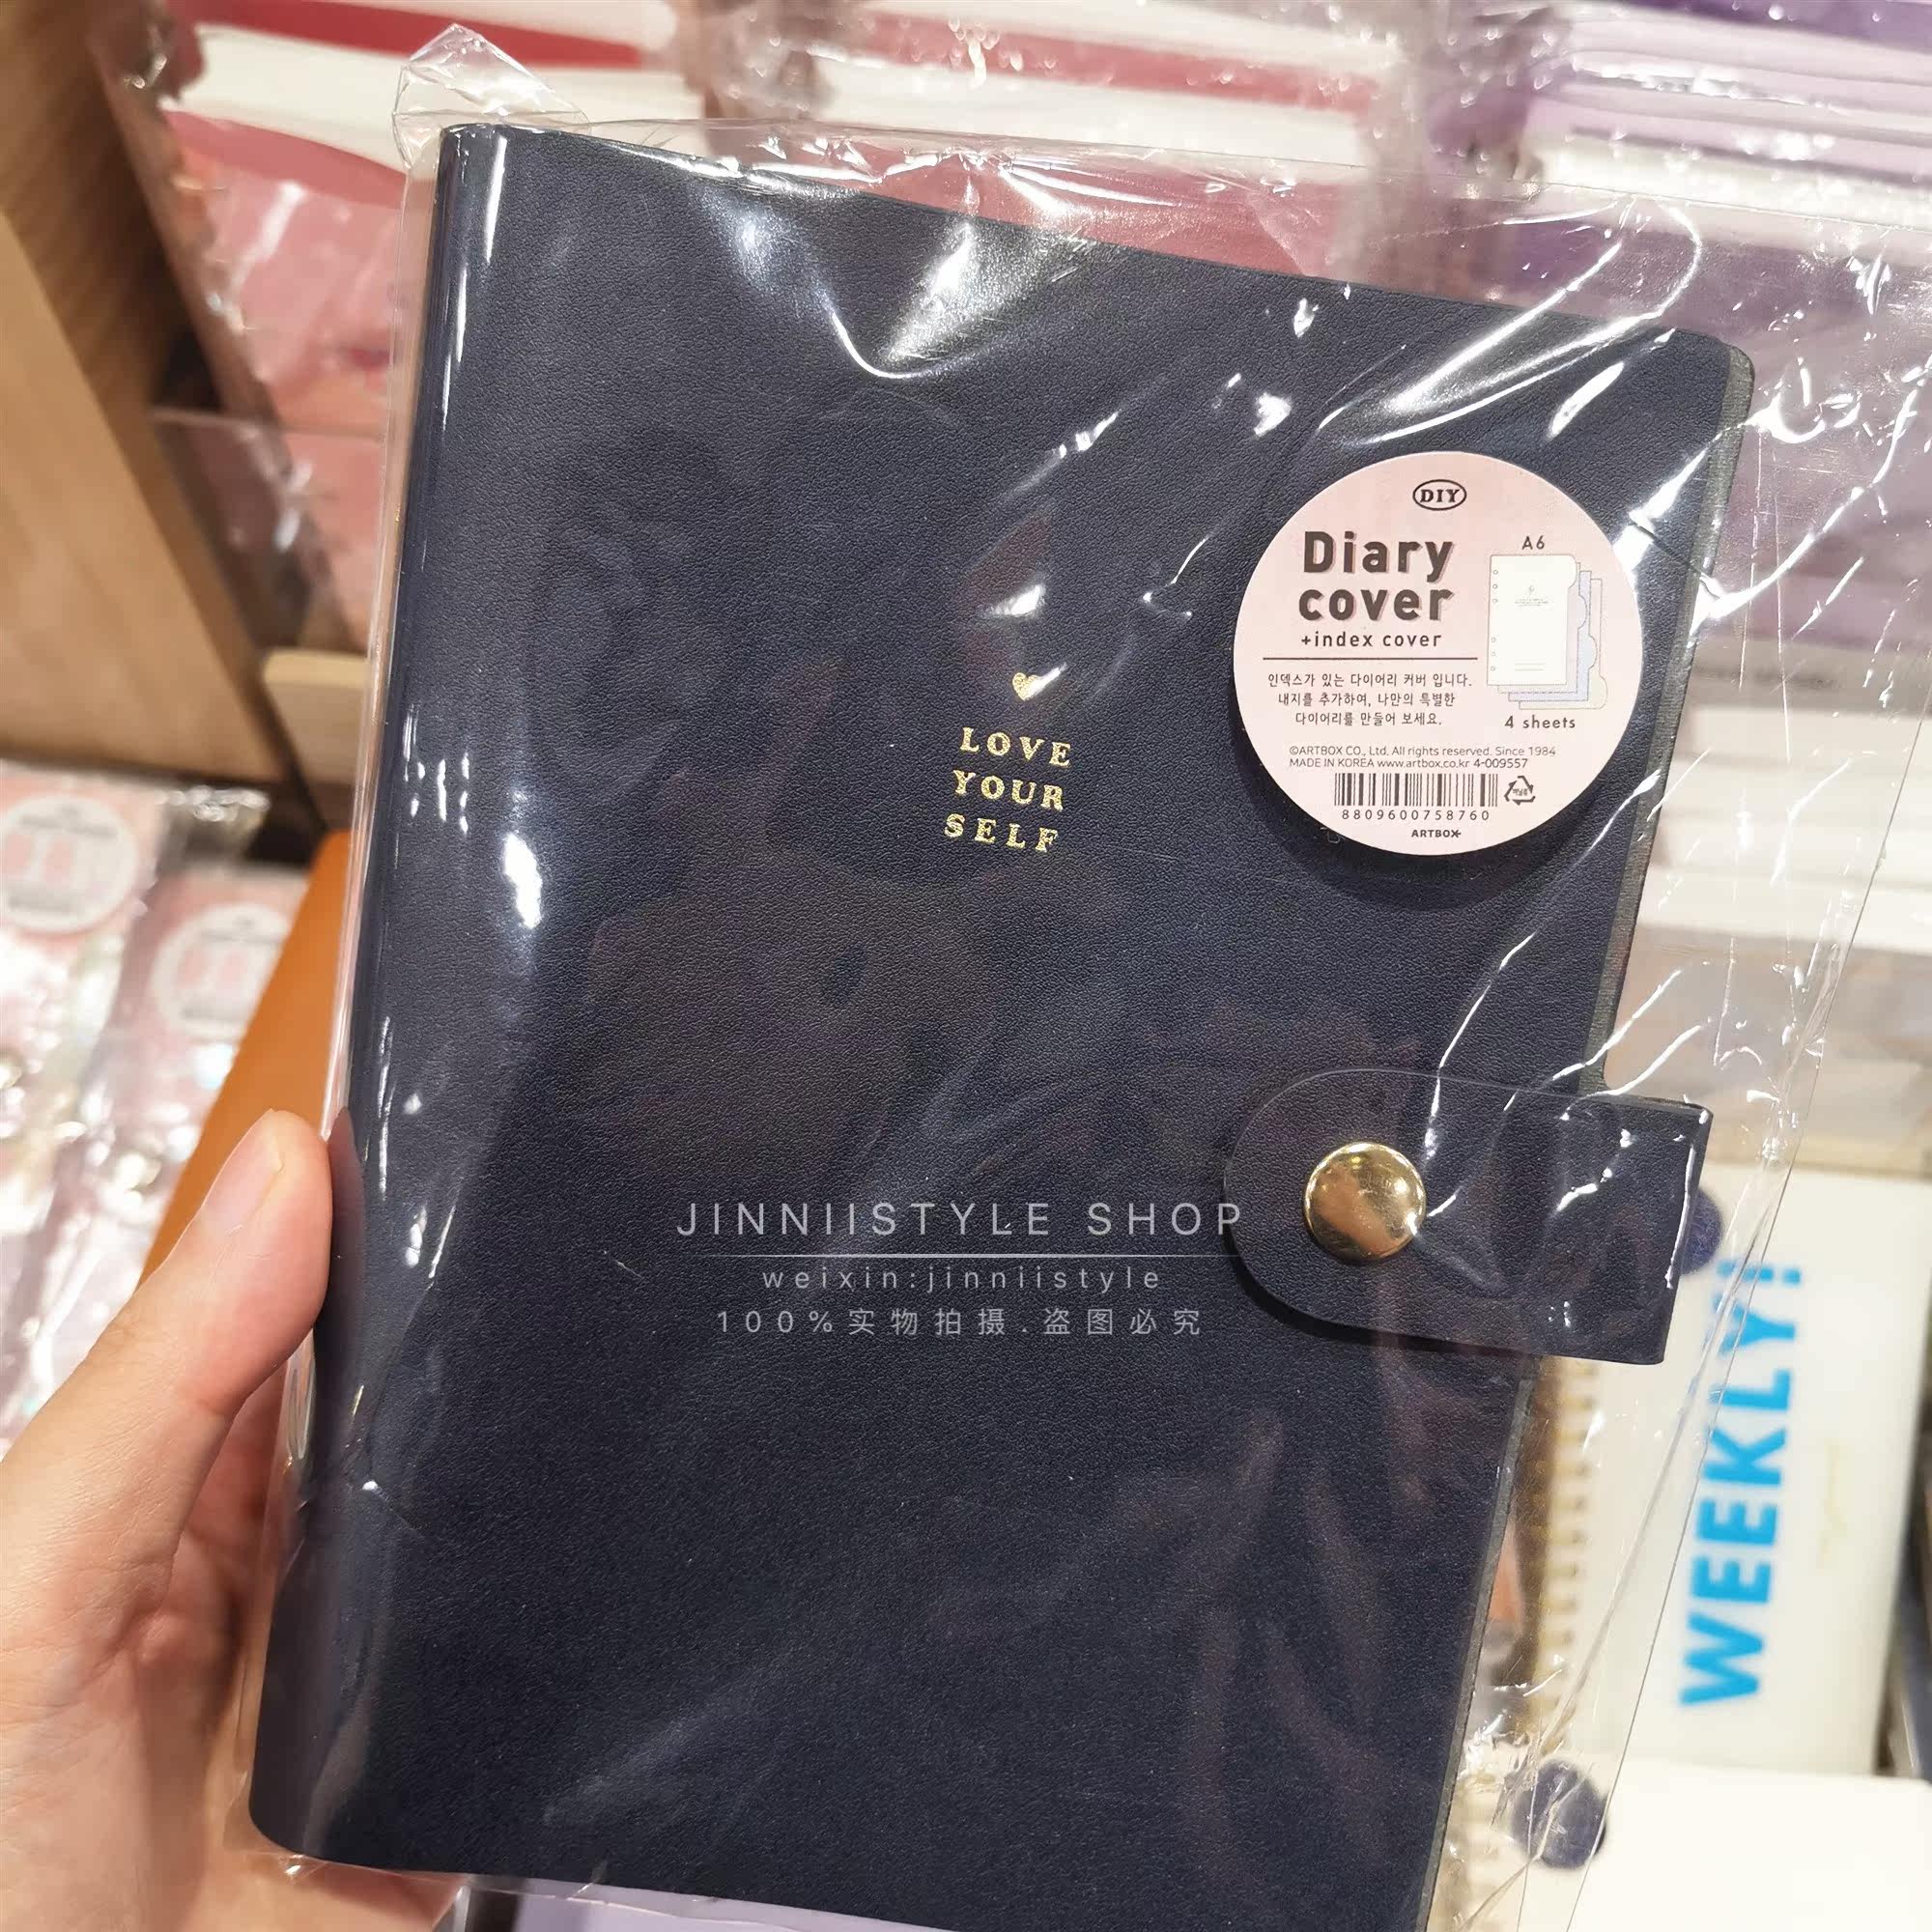 LOVE
YOUR
SELF
DIY
Diary
cover
+index cover
A6
4 sheets
인덱스가 있는 다이어리 커버 입니다.
내지를 추가하여, 나만의 특별한
다이어리를 만들어 보세요.
©ARTBOX CO., Ltd. All rights reserved. Since 1984
MADE IN KOREA www.artbox.co.kr 4-009557
8809600758760
ARTBOX
JINNIISTYLE SHOP
weixin:jinniistyle
100%实物拍摄.盗图必究
WEEKLY!